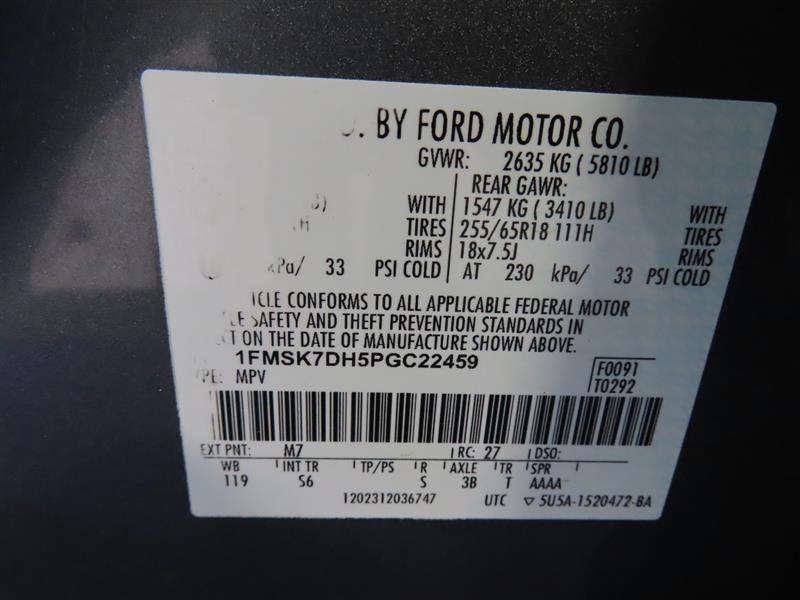 . BY FORD MOTOR CO.
GVWR: 2635 KG ( 5810 LB)
REAR GAWR:
WITH 1547 KG ( 3410 LB) WITH
TIRES 255/65R18 111H TIRES
RIMS 18x7.5J RIMS
kPa/ 33 PSI COLD AT 230 kPa/ 33 PSI COLD
CONFORMS TO ALL APPLICABLE FEDERAL MOTOR
SAFETY AND THEFT PREVENTION STANDARDS IN
ON THE DATE OF MANUFACTURE SHOWN ABOVE.
1FMSK7DH5PGC22459
MPV
F0091
T0292
EXT PNT: M7 RC: 27 DSO:
WB INT TR TP/PS R AXLE TR SPR
119 S6 S 3B T AAAA
1202312036747 UTC ▽ 5U5A-1520472-BA